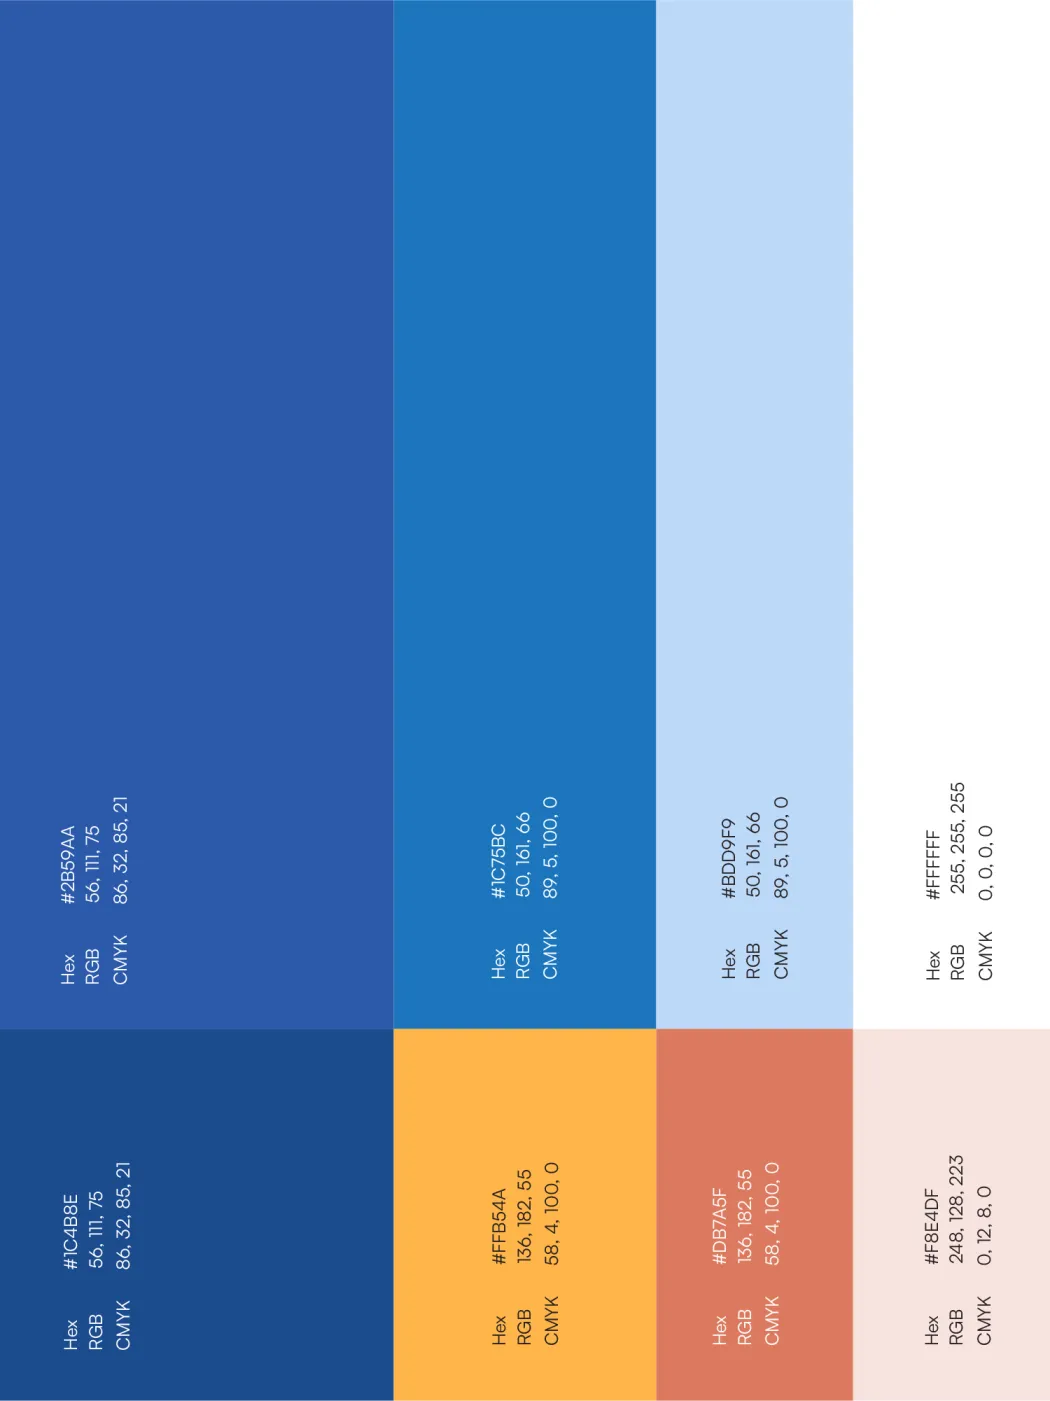 Hex #2B59AA
RGB 56, 111, 75
CMYK 86, 32, 85, 21
Hex #1C75BC
RGB 50, 161, 66
CMYK 89, 5, 100, 0
Hex #BDD9F9
RGB 50, 161, 66
CMYK 89, 5, 100, 0
Hex #FFFFFF
RGB 255, 255, 255
CMYK 0, 0, 0, 0
Hex #1C4B8E
RGB 56, 111, 75
CMYK 86, 32, 85, 21
Hex #FFB54A
RGB 136, 182, 55
CMYK 58, 4, 100, 0
Hex #DB7A5F
RGB 136, 182, 55
CMYK 58, 4, 100, 0
Hex #F8E4DF
RGB 248, 128, 223
CMYK 0, 12, 8, 0